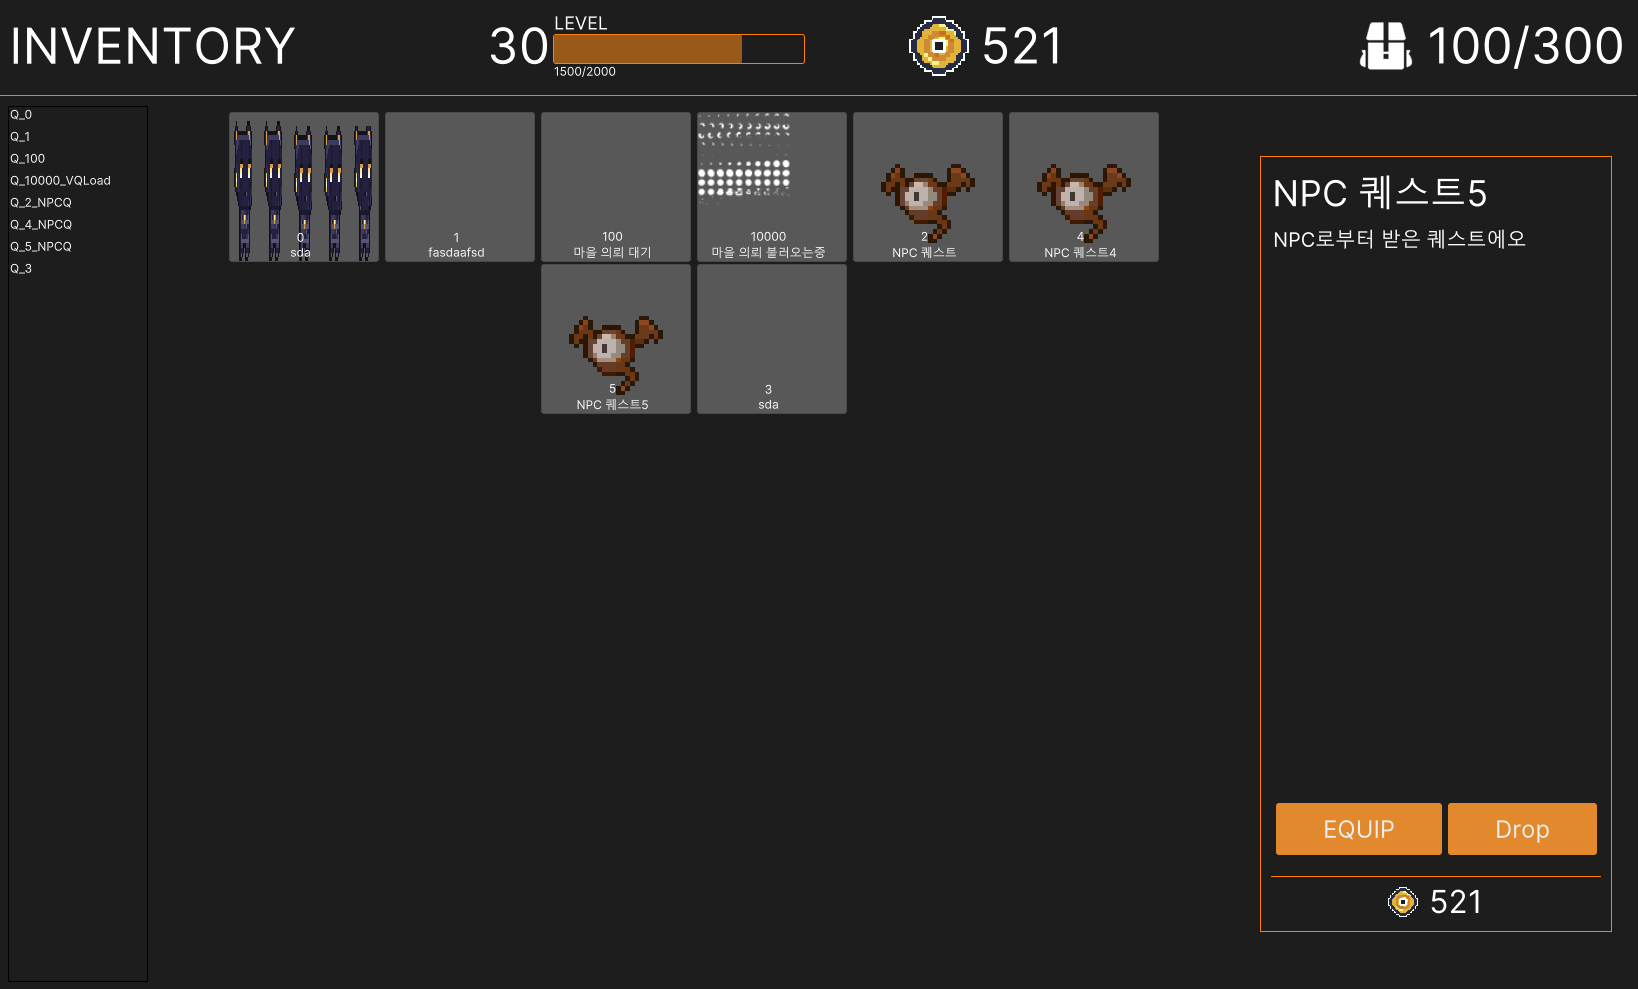 INVENTORY
30
LEVEL
1500/2000
521
100/300
Q_0
Q_1
Q_100
Q_10000_VQLoad
Q_2_NPCQ
Q_4_NPCQ
Q_5_NPCQ
Q_3
0
sda
1
fasdaafsd
100
마을 의뢰 대기
10000
마을 의뢰 불러오는중
2
NPC 퀘스트
4
NPC 퀘스트4
5
NPC 퀘스트5
3
sda
NPC 퀘스트5
NPC로부터 받은 퀘스트에오
EQUIP
Drop
521